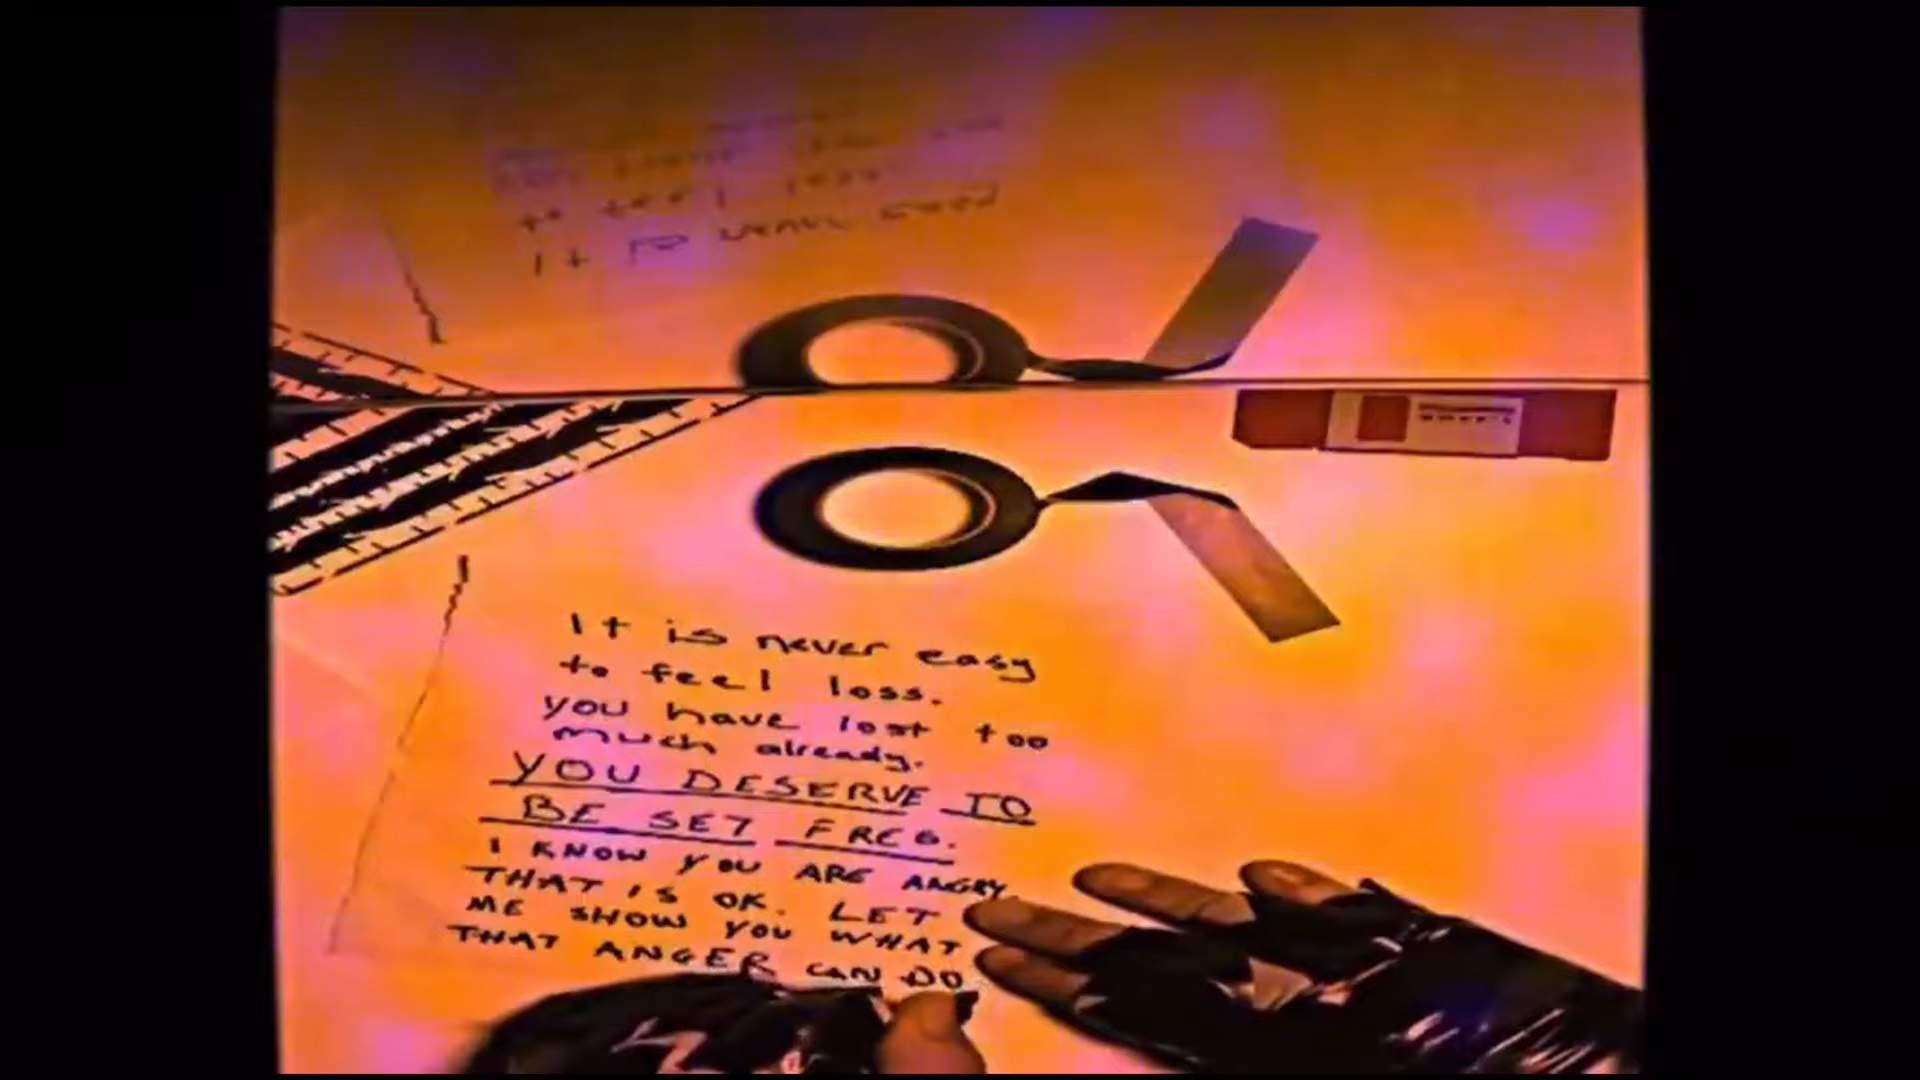 It is never easy
to feel loss.
you have lost too
much already.
YOU DESERVE TO
BE SET FREE.
I KNOW YOU ARE ANGRY
THAT IS OK. LET
ME SHOW YOU WHAT
THAT ANGER CAN DO